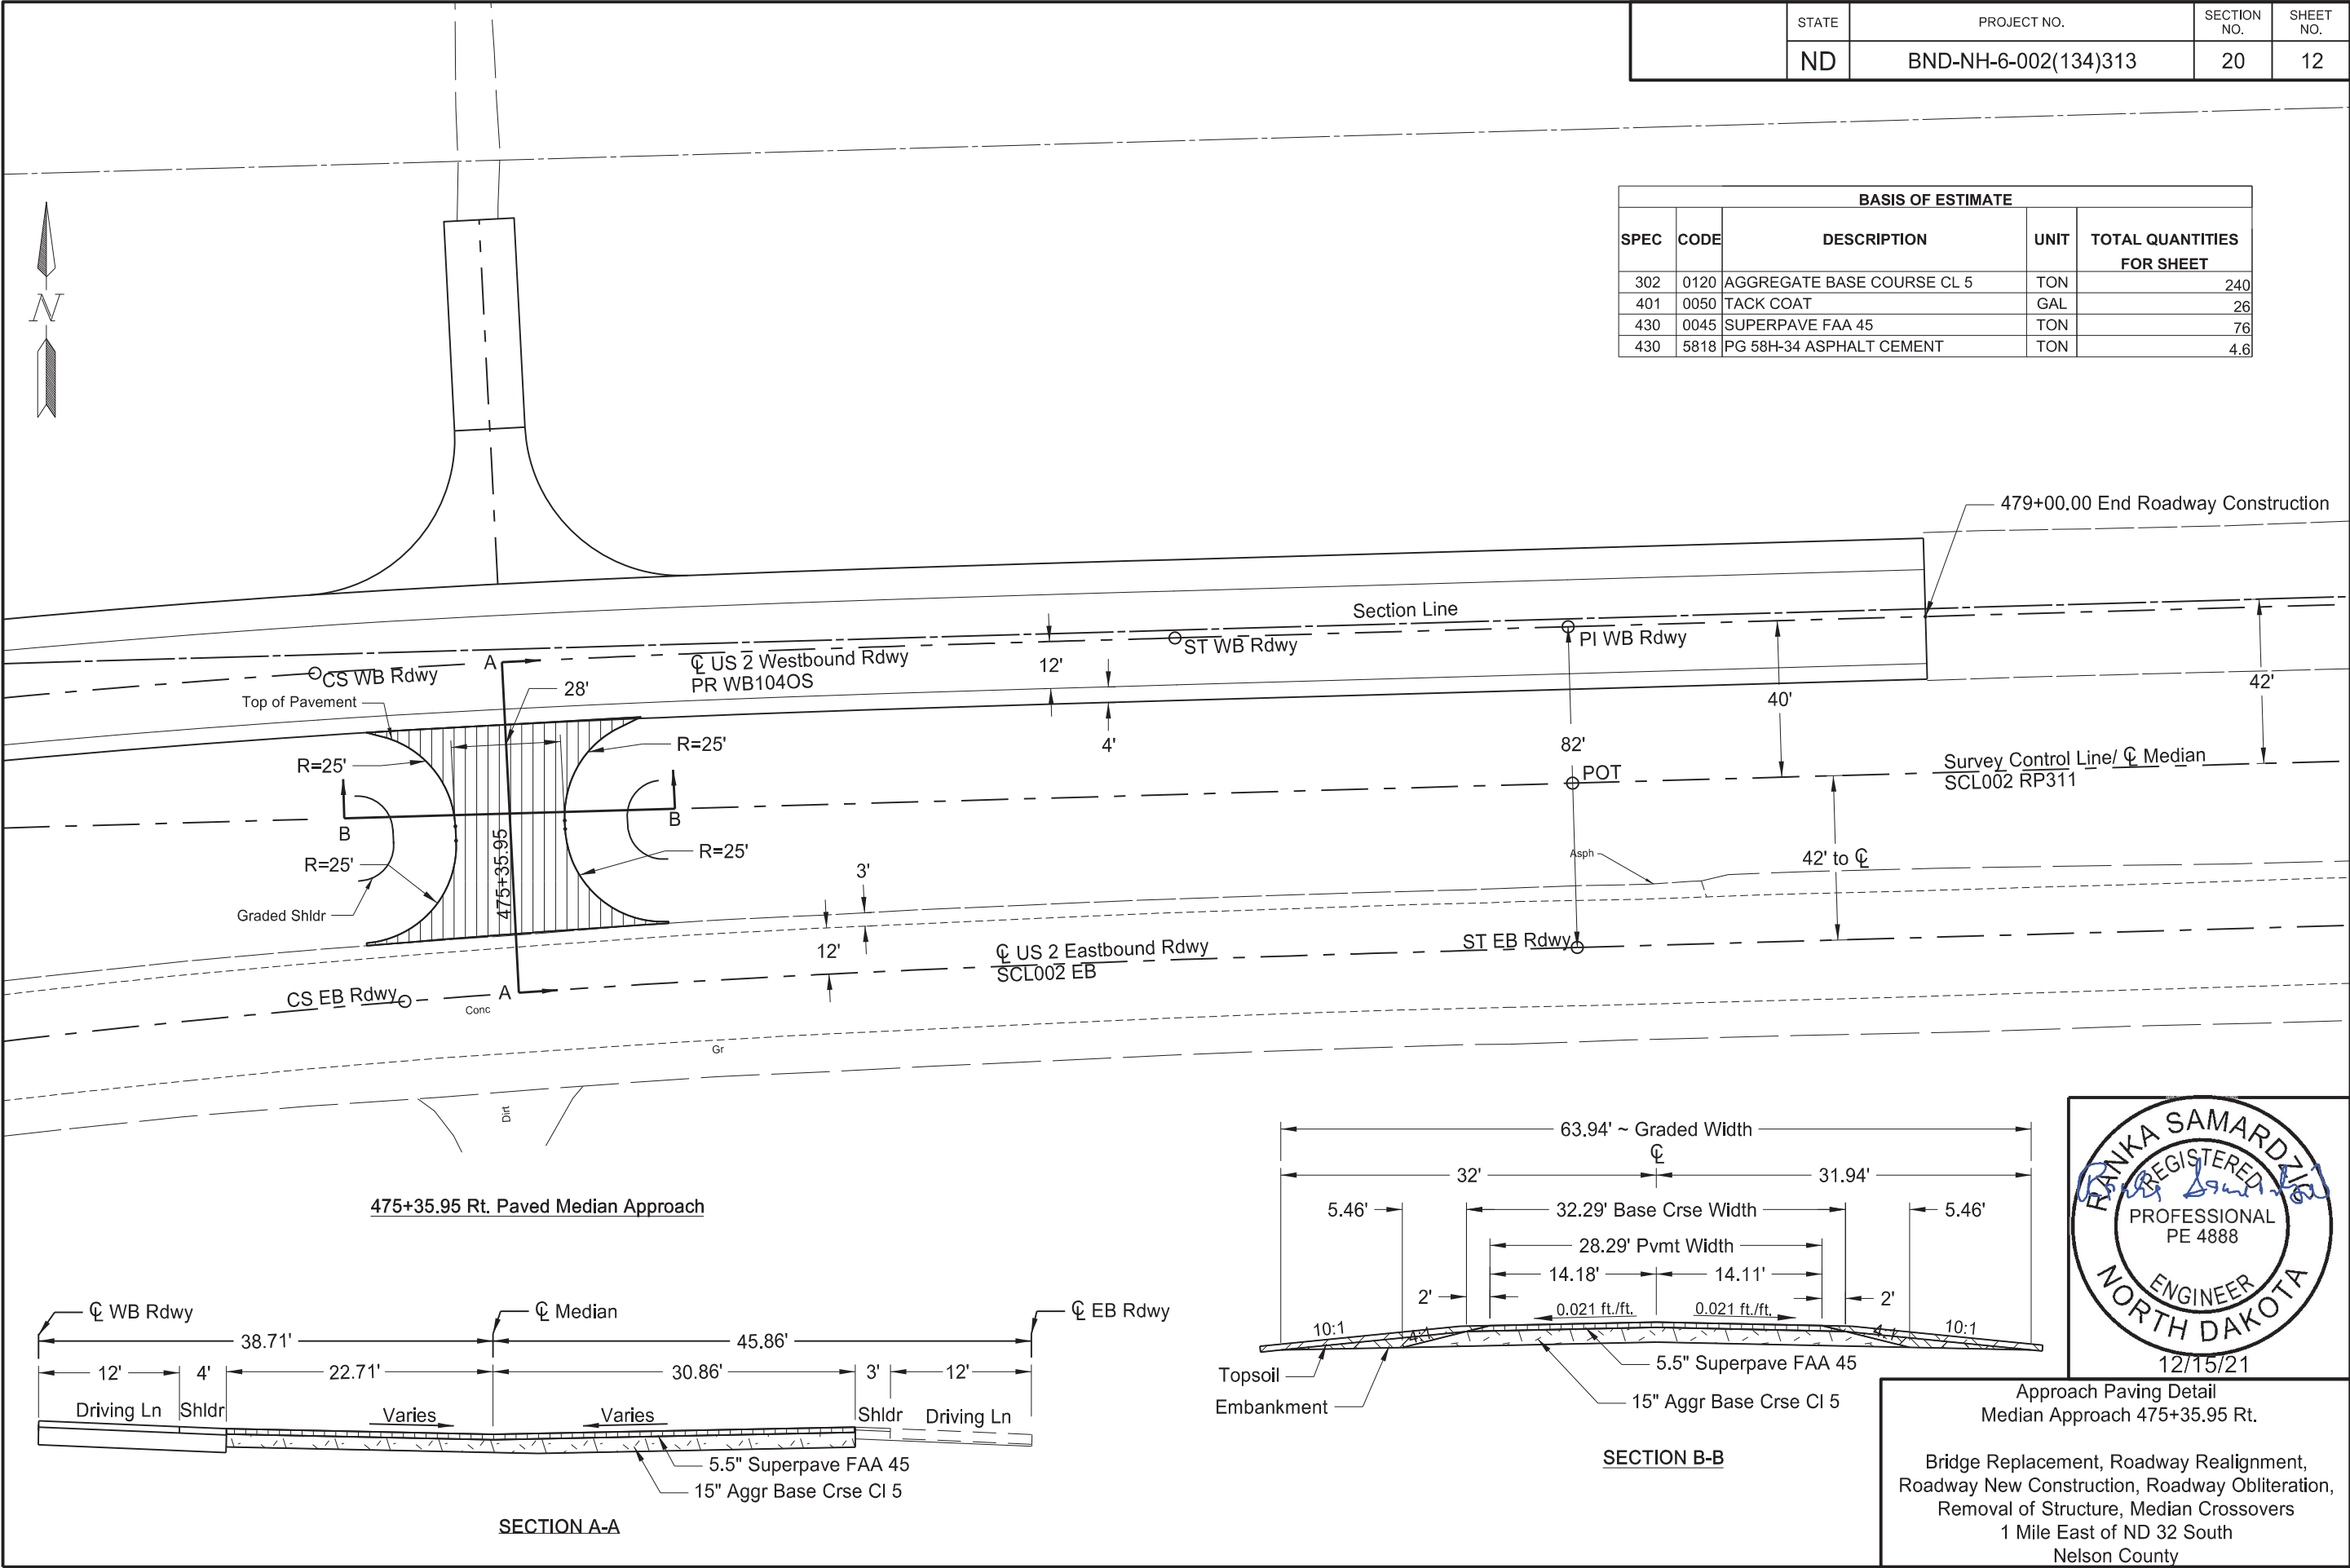 STATE PROJECT NO. SECTION NO. SHEET NO.
ND BND-NH-6-002(134)313 20 12
BASIS OF ESTIMATE
SPEC CODE DESCRIPTION UNIT TOTAL QUANTITIES FOR SHEET
302 0120 AGGREGATE BASE COURSE CL 5 TON 240
401 0050 TACK COAT GAL 26
430 0045 SUPERPAVE FAA 45 TON 76
430 5818 PG 58H-34 ASPHALT CEMENT TON 4.6
N
479+00.00 End Roadway Construction
Section Line
ST WB Rdwy
PI WB Rdwy
CS WB Rdwy
A
℄ US 2 Westbound Rdwy
PR WB104OS
12'
28'
Top of Pavement
4'
40'
42'
82'
R=25'
R=25'
POT
Survey Control Line/ ℄ Median
SCL002 RP311
B
B
475+35.95
R=25'
R=25'
Graded Shldr
3'
12'
Asph
42' to ℄
℄ US 2 Eastbound Rdwy
SCL002 EB
ST EB Rdwy
CS EB Rdwy
A
Conc
Gr
Dirt
475+35.95 Rt. Paved Median Approach
℄ WB Rdwy
℄ Median
℄ EB Rdwy
38.71' 45.86'
12' 4' 22.71' 30.86' 3' 12'
Driving Ln Shldr Varies Varies Shldr Driving Ln
5.5" Superpave FAA 45
15" Aggr Base Crse Cl 5
SECTION A-A
63.94' ~ Graded Width
℄
32' 31.94'
5.46' 32.29' Base Crse Width 5.46'
28.29' Pvmt Width
14.18' 14.11'
2' 0.021 ft./ft. 0.021 ft./ft. 2'
10:1 4:1 4:1 10:1
Topsoil
Embankment
5.5" Superpave FAA 45
15" Aggr Base Crse Cl 5
SECTION B-B
RANKA SAMARDZIC
REGISTERED
PROFESSIONAL
PE 4888
ENGINEER
NORTH DAKOTA
12/15/21
Approach Paving Detail
Median Approach 475+35.95 Rt.
Bridge Replacement, Roadway Realignment,
Roadway New Construction, Roadway Obliteration,
Removal of Structure, Median Crossovers
1 Mile East of ND 32 South
Nelson County